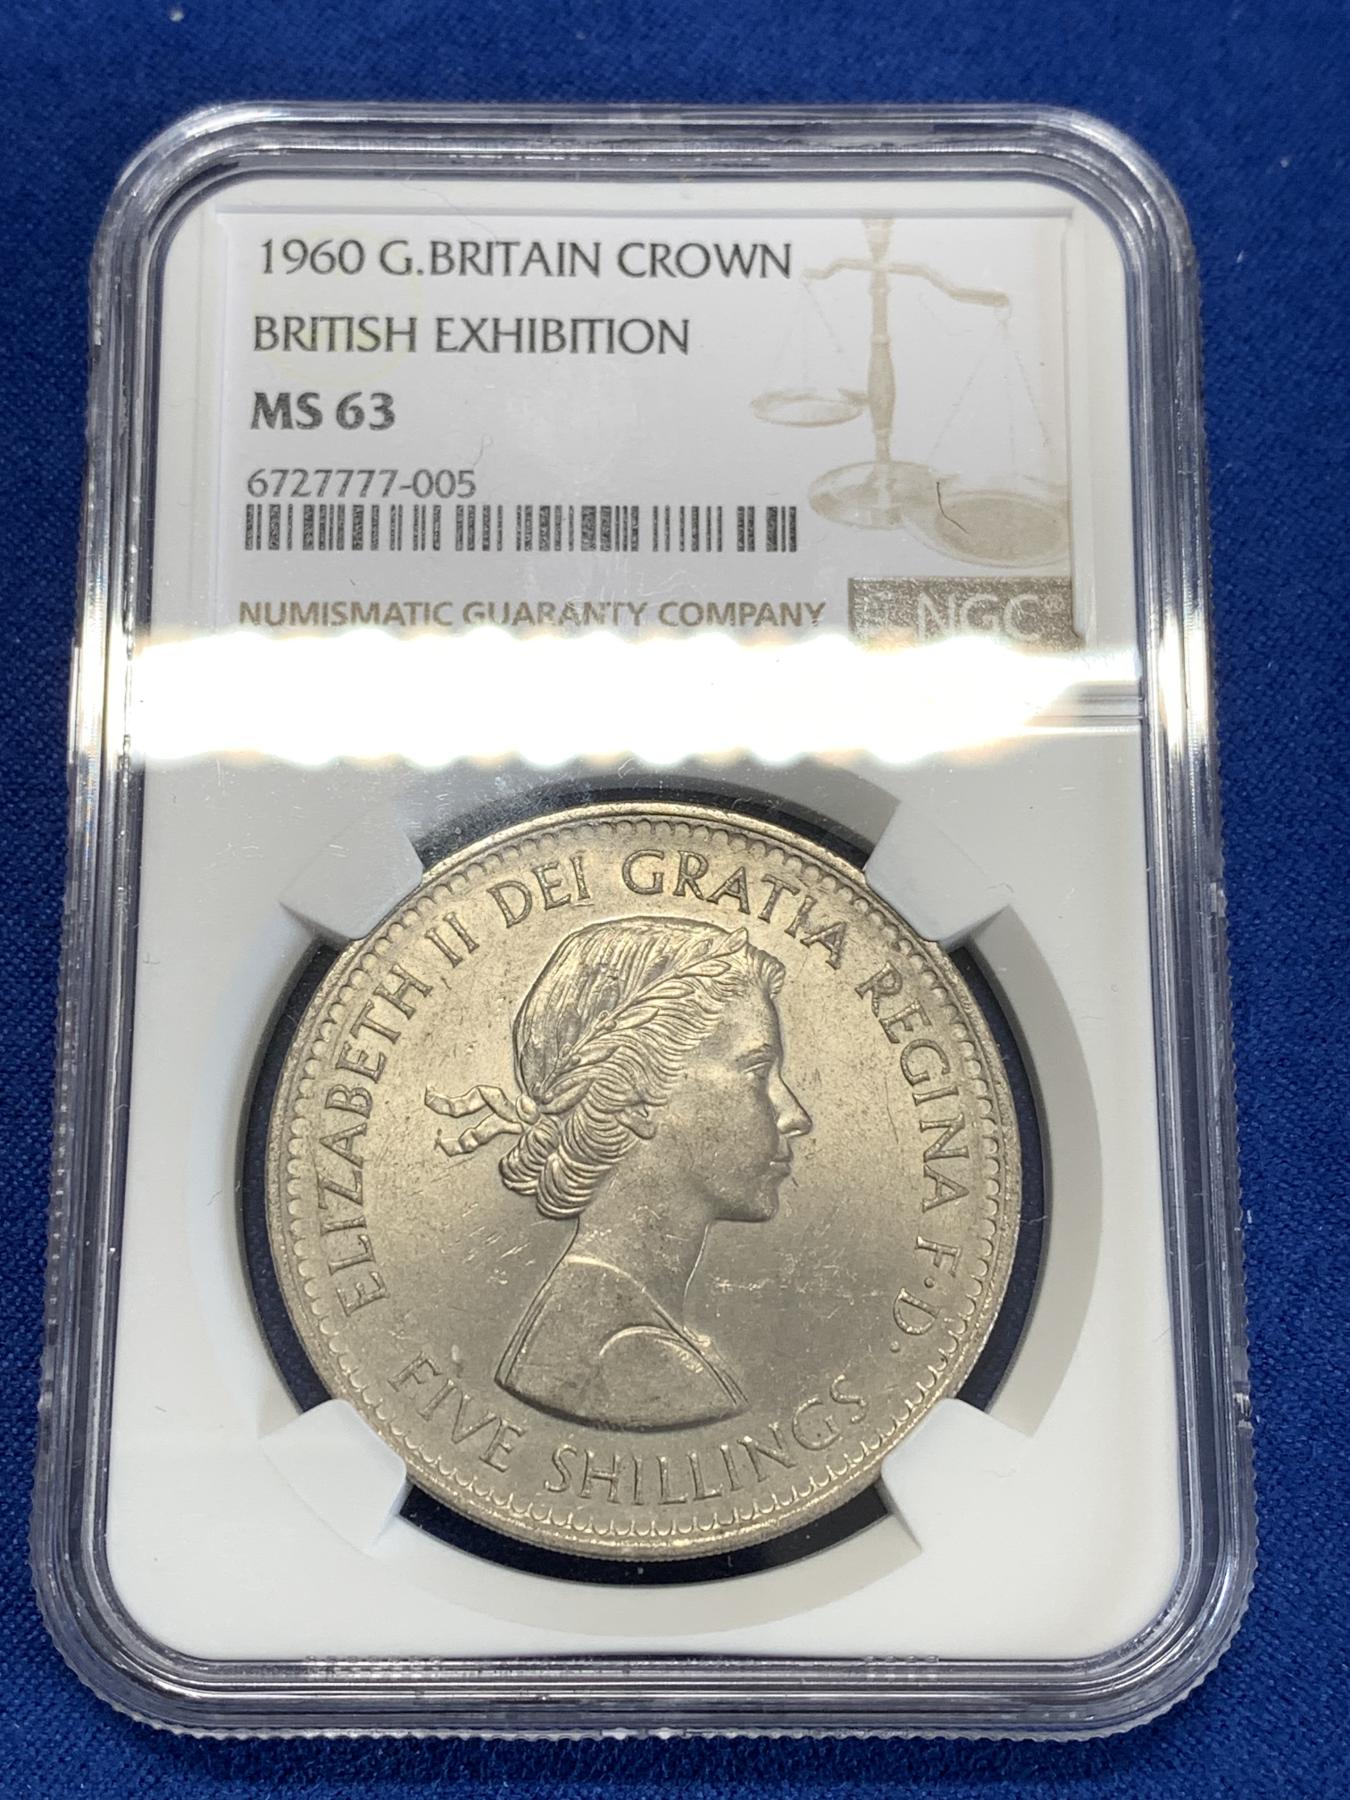 1960 G.BRITAIN CROWN
BRITISH EXHIBITION
MS 63
6727777-005
NUMISMATIC GUARANTY COMPANY
NGC®
ELIZABETH II DEI GRATIA REGINA F·D·
FIVE SHILLINGS